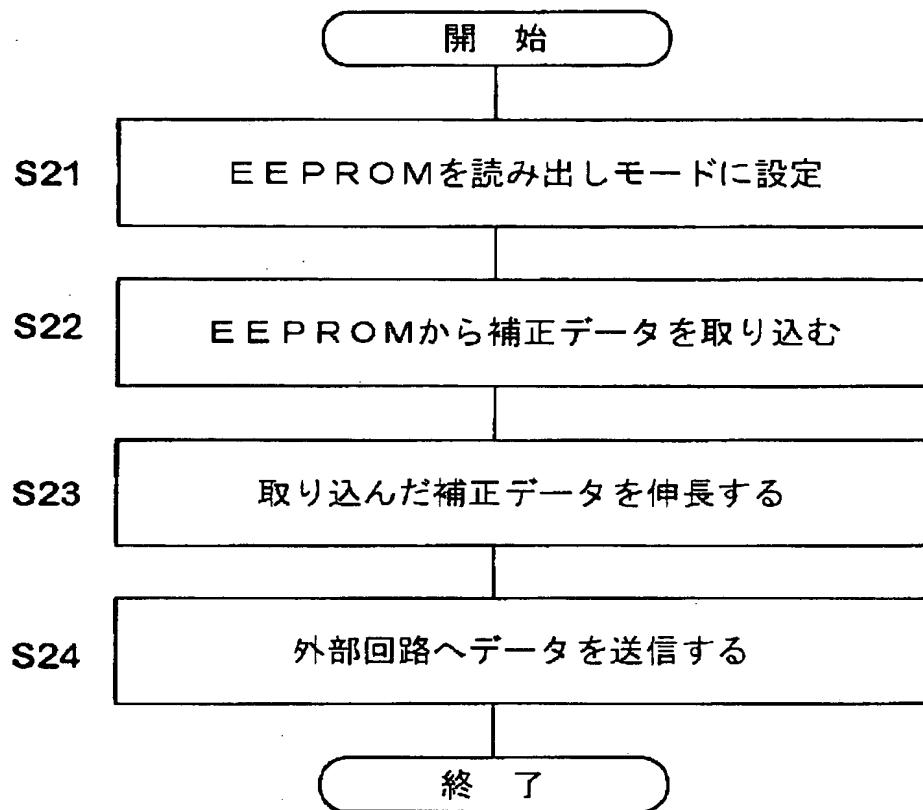 開 始
S21 EEPROMを読み出しモードに設定
S22 EEPROMから補正データを取り込む
S23 取り込んだ補正データを伸長する
S24 外部回路へデータを送信する
終 了